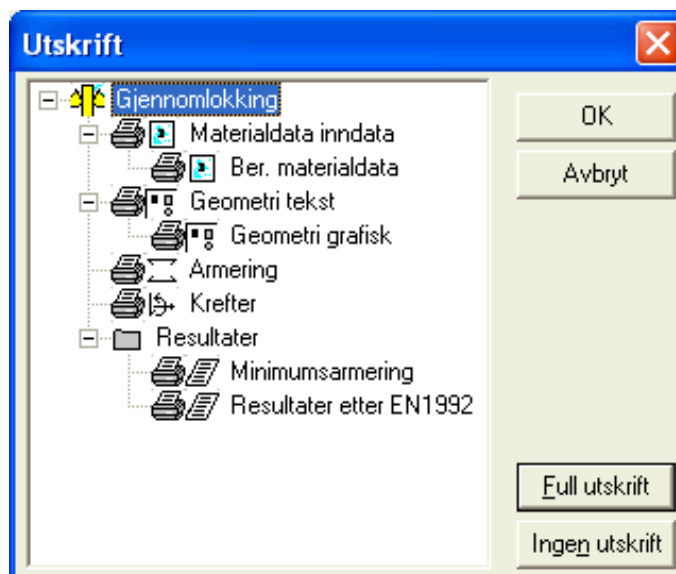 Utskrift
Gjennomlokking
Materialdata inndata
Ber. materialdata
Geometri tekst
Geometri grafisk
Armering
Krefter
Resultater
Minimumsarmering
Resultater etter EN1992
OK
Avbryt
Full utskrift
Ingen utskrift